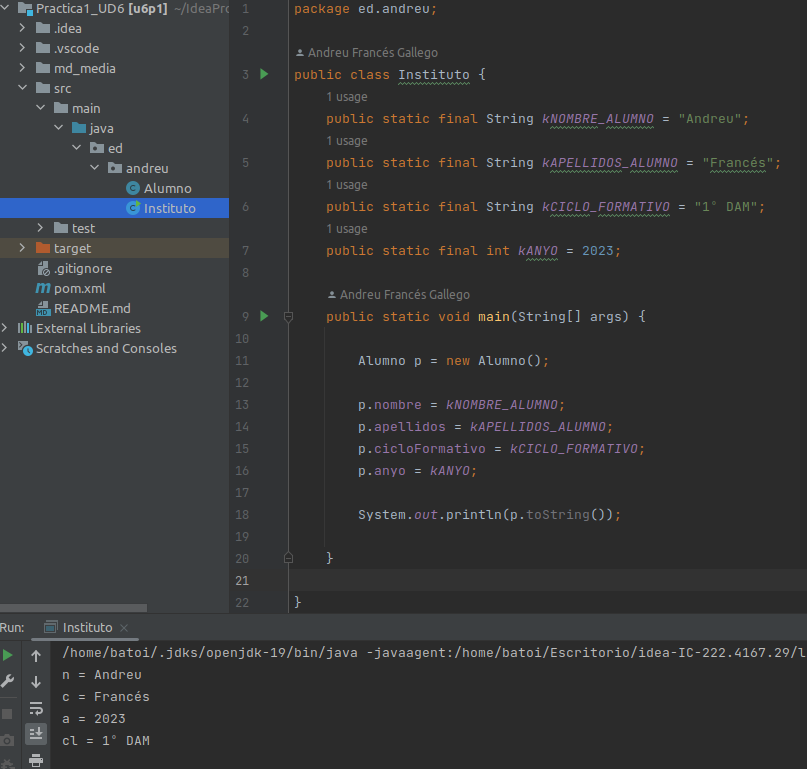 Practica1_UD6 [u6p1] ~/IdeaPro
.idea
.vscode
md_media
src
main
java
ed
andreu
Alumno
Instituto
test
target
.gitignore
pom.xml
README.md
External Libraries
Scratches and Consoles
1 package ed.andreu;
2
Andreu Francés Gallego
3 public class Instituto {
1 usage
4 public static final String kNOMBRE_ALUMNO = "Andreu";
1 usage
5 public static final String kAPELLIDOS_ALUMNO = "Francés";
1 usage
6 public static final String kCICLO_FORMATIVO = "1° DAM";
1 usage
7 public static final int kANYO = 2023;
8
Andreu Francés Gallego
9 public static void main(String[] args) {
10
11 Alumno p = new Alumno();
12
13 p.nombre = kNOMBRE_ALUMNO;
14 p.apellidos = kAPELLIDOS_ALUMNO;
15 p.cicloFormativo = kCICLO_FORMATIVO;
16 p.anyo = kANYO;
17
18 System.out.println(p.toString());
19
20 }
21
22 }
Run: Instituto
/home/batoi/.jdks/openjdk-19/bin/java -javaagent:/home/batoi/Escritorio/idea-IC-222.4167.29/l
n = Andreu
c = Francés
a = 2023
cl = 1° DAM